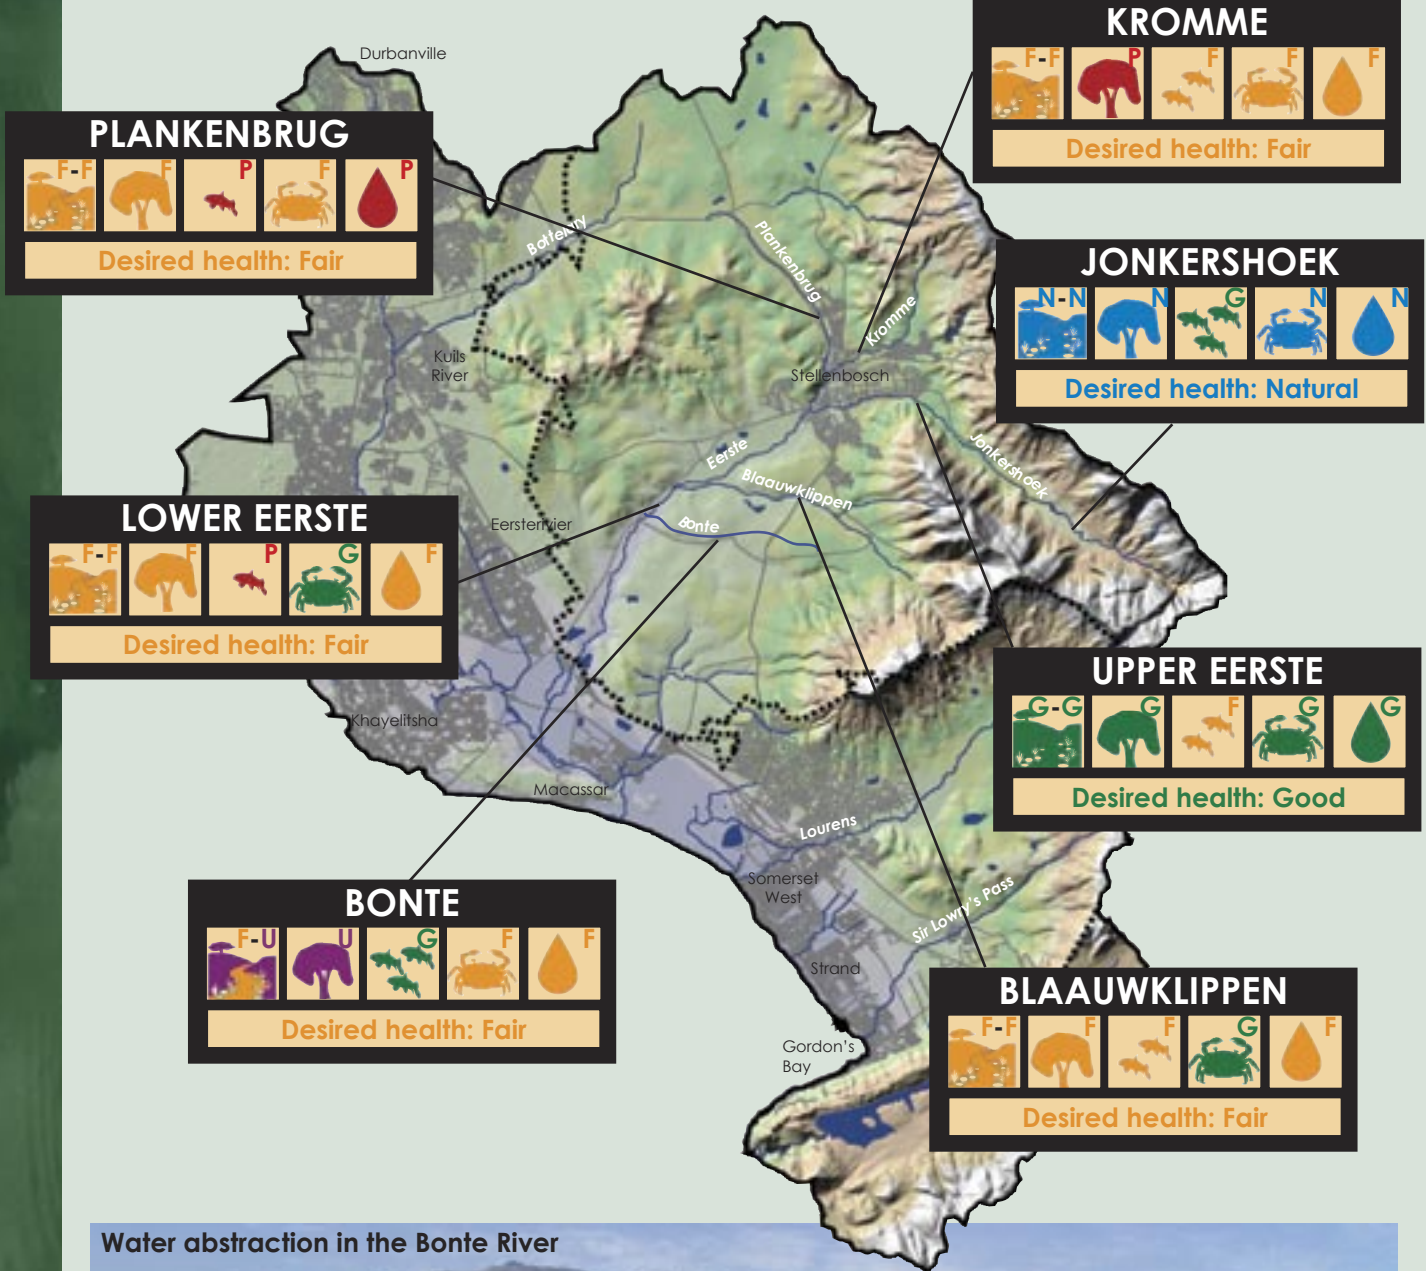 KROMME
F-F P F F F
Desired health: Fair
Durbanville
PLANKENBRUG
F-F F P F P
Desired health: Fair
Bottelary
Plankenbrug
Kromme
JONKERSHOEK
N-N N G N N
Desired health: Natural
Kuils
River
Stellenbosch
Eerste
Jonkershoek
Blaauwklippen
LOWER EERSTE
F-F F P G F
Desired health: Fair
Eersterivier
Bonte
UPPER EERSTE
G-G G F G G
Desired health: Good
Khayelitsha
Macassar
Lourens
Somerset
West
Sir Lowry's Pass
BONTE
F-U U G F F
Desired health: Fair
Strand
BLAAUWKLIPPEN
F-F F F G F
Desired health: Fair
Gordon's
Bay
Water abstraction in the Bonte River